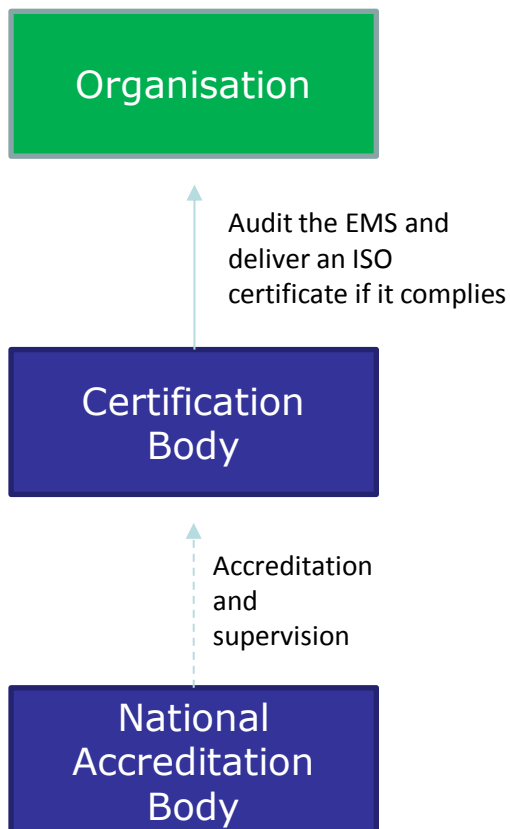 Organisation
Audit the EMS and
deliver an ISO
certificate if it complies
Certification
Body
Accreditation
and
supervision
National
Accreditation
Body